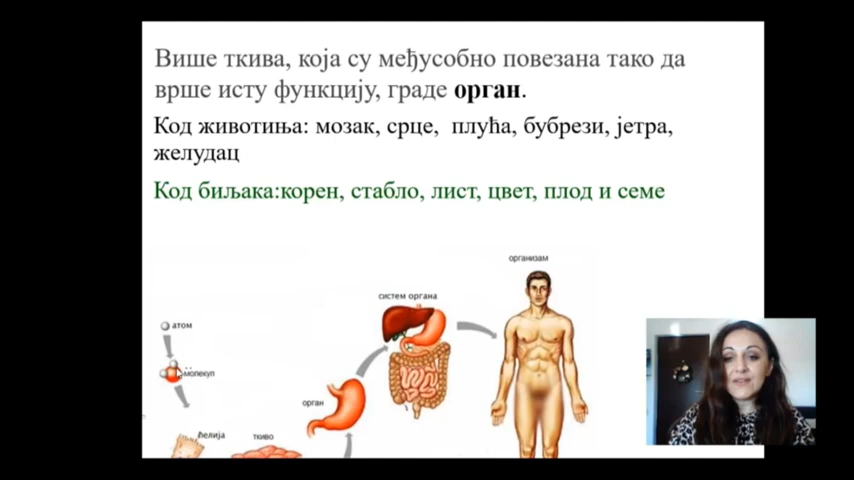 Више ткива, која су међусобно повезана тако да
врше исту функцију, граде орган.
Код животиња: мозак, срце, плућа, бубрези, јетра,
желудац
Код биљака:корен, стабло, лист, цвет, плод и семе
организам
систем органа
атом
молекул
орган
ћелија
ткиво